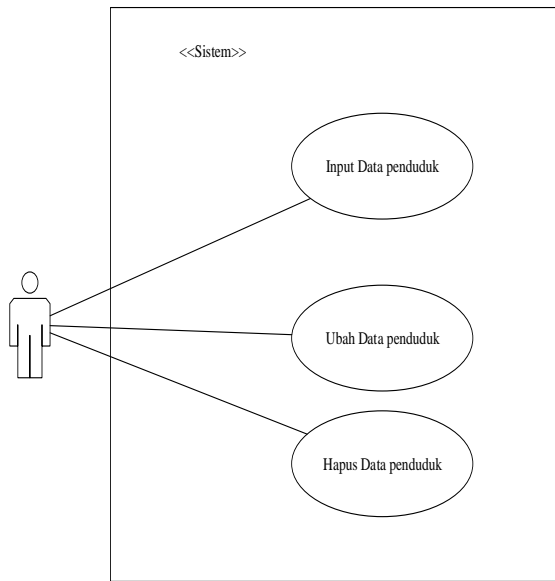 <<Sistem>>
Input Data penduduk
Ubah Data penduduk
Hapus Data penduduk